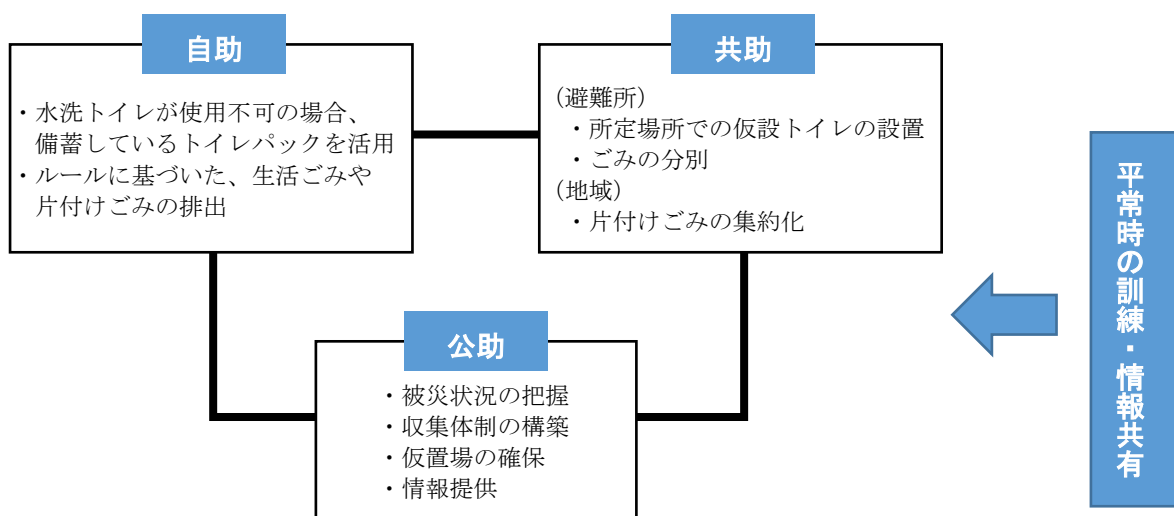 自助
・水洗トイレが使用不可の場合、
備蓄しているトイレパックを活用
・ルールに基づいた、生活ごみや
片付けごみの排出
共助
(避難所)
・所定場所での仮設トイレの設置
・ごみの分別
(地域)
・片付けごみの集約化
公助
・被災状況の把握
・収集体制の構築
・仮置場の確保
・情報提供
平常時の訓練・情報共有